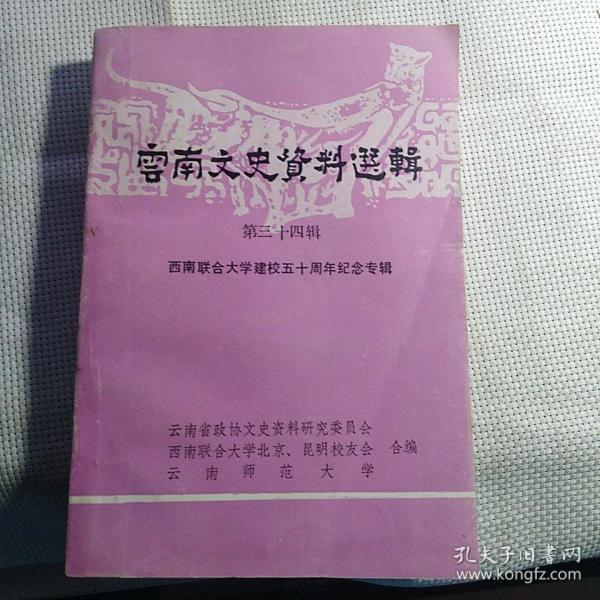 雲南文史資料選輯
第三十四辑
西南联合大学建校五十周年纪念专辑
云南省政协文史资料研究委员会
西南联合大学北京、昆明校友会 合编
云南师范大学
孔夫子旧书网
www.kongfz.com